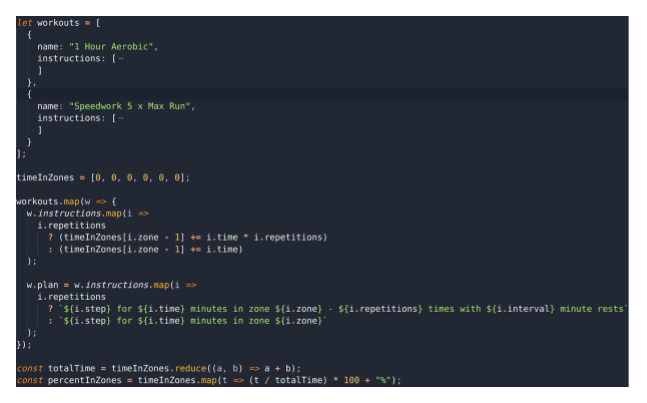 let workouts = [
{
name: "1 Hour Aerobic",
instructions: [–
]
},
{
name: "Speedwork 5 x Max Run",
instructions: [–
]
}
];
timeInZones = [0, 0, 0, 0, 0, 0];
workouts.map(w => {
w.instructions.map(i =>
i.repetitions
? (timeInZones[i.zone - 1] += i.time * i.repetitions)
: (timeInZones[i.zone - 1] += i.time)
);
w.plan = w.instructions.map(i =>
i.repetitions
? `${i.step} for ${i.time} minutes in zone ${i.zone} - ${i.repetitions} times with ${i.interval} minute rests`
: `${i.step} for ${i.time} minutes in zone ${i.zone}`
);
});
const totalTime = timeInZones.reduce((a, b) => a + b);
const percentInZones = timeInZones.map(t => (t / totalTime) * 100 + "%");